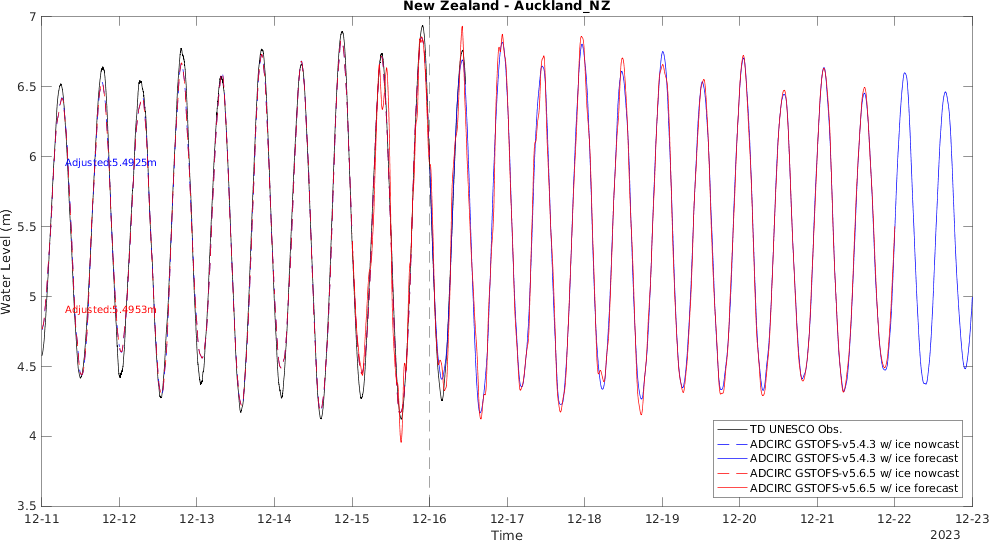 New Zealand - Auckland_NZ
7
6.5
6
5.5
5
4.5
4
3.5
Water Level (m)
Adjusted:5.4925m
Adjusted:5.4953m
TD UNESCO Obs.
ADCIRC GSTOFS-v5.4.3 w/ ice nowcast
ADCIRC GSTOFS-v5.4.3 w/ ice forecast
ADCIRC GSTOFS-v5.6.5 w/ ice nowcast
ADCIRC GSTOFS-v5.6.5 w/ ice forecast
12-11 12-12 12-13 12-14 12-15 12-16 12-17 12-18 12-19 12-20 12-21 12-22 12-23
Time
2023